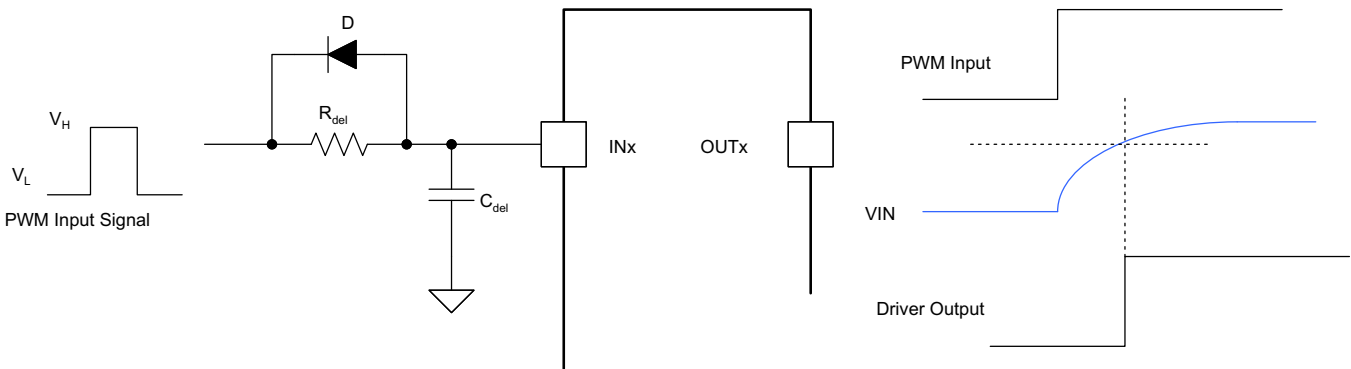 D
R_del
V_H
V_L
PWM Input Signal
C_del
INx
OUTx
PWM Input
VIN
Driver Output